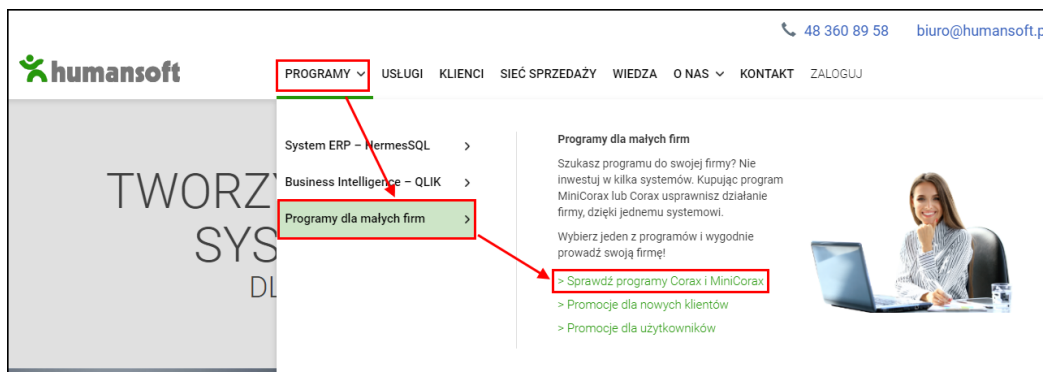 48 360 89 58 biuro@humansoft.p
humansoft
PROGRAMY USŁUGI KLIENCI SIEĆ SPRZEDAŻY WIEDZA O NAS KONTAKT ZALOGUJ
System ERP – HermesSQL
Business Intelligence – QLIK
Programy dla małych firm
Programy dla małych firm
Szukasz programu do swojej firmy? Nie
inwestuj w kilka systemów. Kupując program
MiniCorax lub Corax usprawnisz działanie
firmy, dzięki jednemu systemowi.
Wybierz jeden z programów i wygodnie
prowadź swoją firmę!
> Sprawdź programy Corax i MiniCorax
> Promocje dla nowych klientów
> Promocje dla użytkowników
TWORZ
SYS
DL